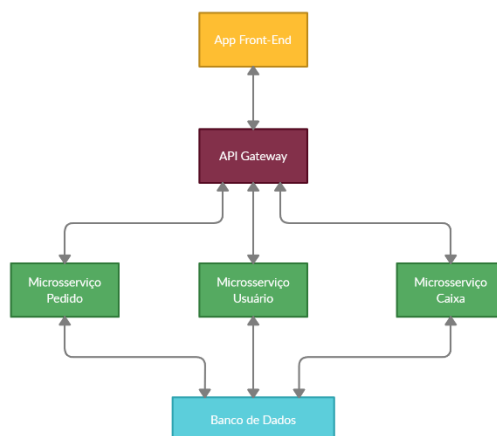 App Front-End
API Gateway
Microsserviço
Pedido
Microsserviço
Usuário
Microsserviço
Caixa
Banco de Dados